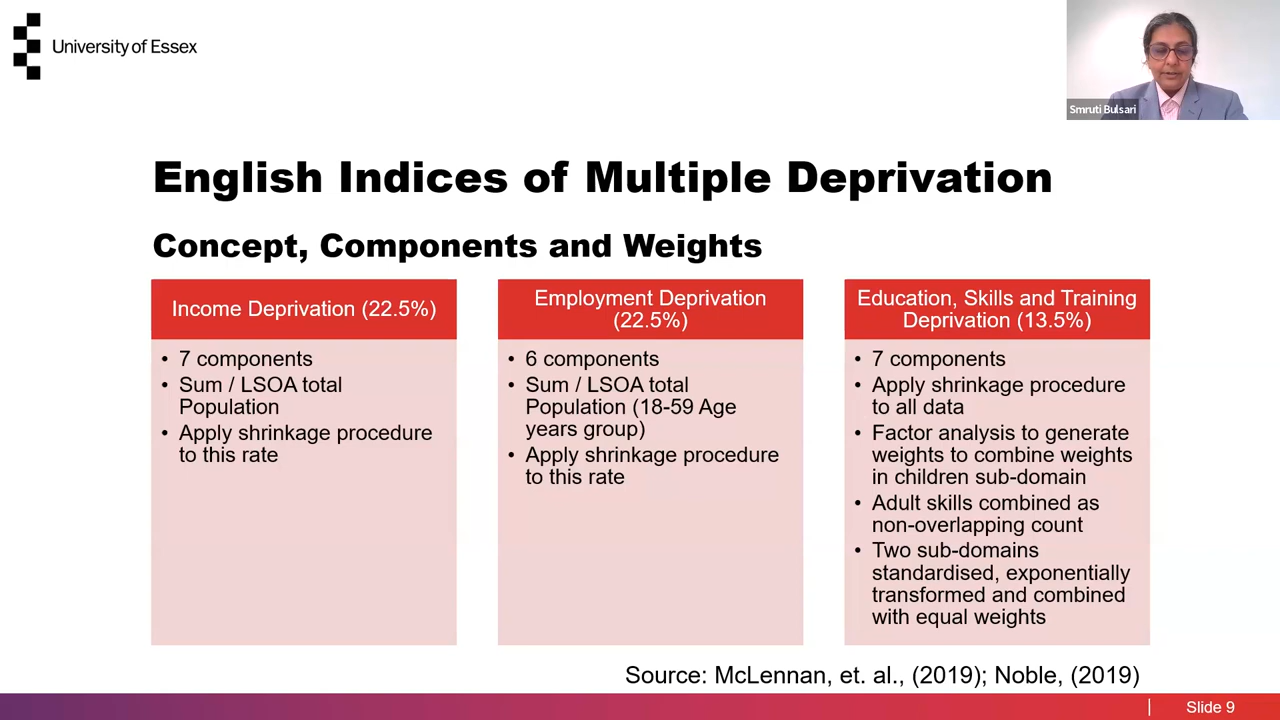 University of Essex
Smruti Bulsari
English Indices of Multiple Deprivation
Concept, Components and Weights
Income Deprivation (22.5%)
• 7 components
• Sum / LSOA total
Population
• Apply shrinkage procedure
to this rate
Employment Deprivation
(22.5%)
• 6 components
• Sum / LSOA total
Population (18-59 Age
years group)
• Apply shrinkage procedure
to this rate
Education, Skills and Training
Deprivation (13.5%)
• 7 components
• Apply shrinkage procedure
to all data
• Factor analysis to generate
weights to combine weights
in children sub-domain
• Adult skills combined as
non-overlapping count
• Two sub-domains
standardised, exponentially
transformed and combined
with equal weights
Source: McLennan, et. al., (2019); Noble, (2019)
Slide 9